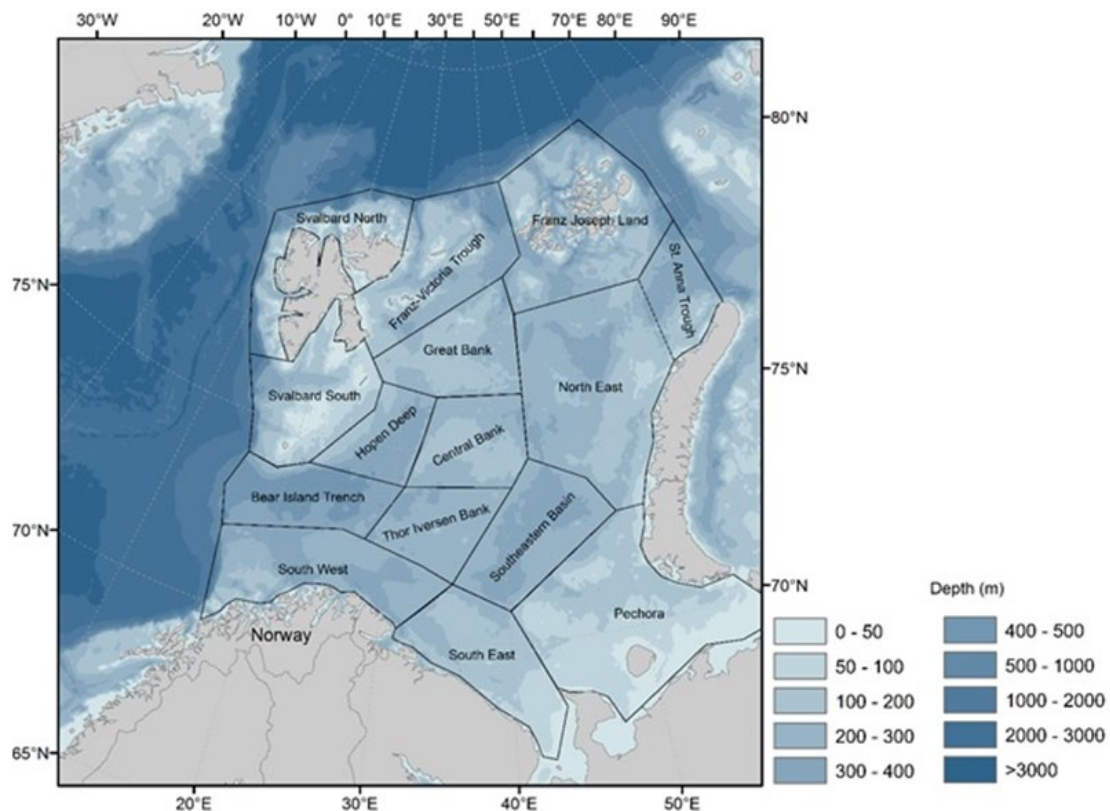 30°W 20°W 10°W 0° 10°E 20°E 30°E 40°E 50°E 70°E 80°E 90°E
80°N
Svalbard North
Franz Joseph Land
St. Anna Trough
Franz-Victoria Trough
75°N
Great Bank
75°N
Svalbard South
North East
Hopen Deep
Central Bank
Bear Island Trench
Thor Iversen Bank
Southeastern Basin
70°N
South West
70°N
Pechora
Norway
South East
65°N
20°E 30°E 40°E 50°E
Depth (m)
0 - 50
50 - 100
100 - 200
200 - 300
300 - 400
400 - 500
500 - 1000
1000 - 2000
2000 - 3000
>3000